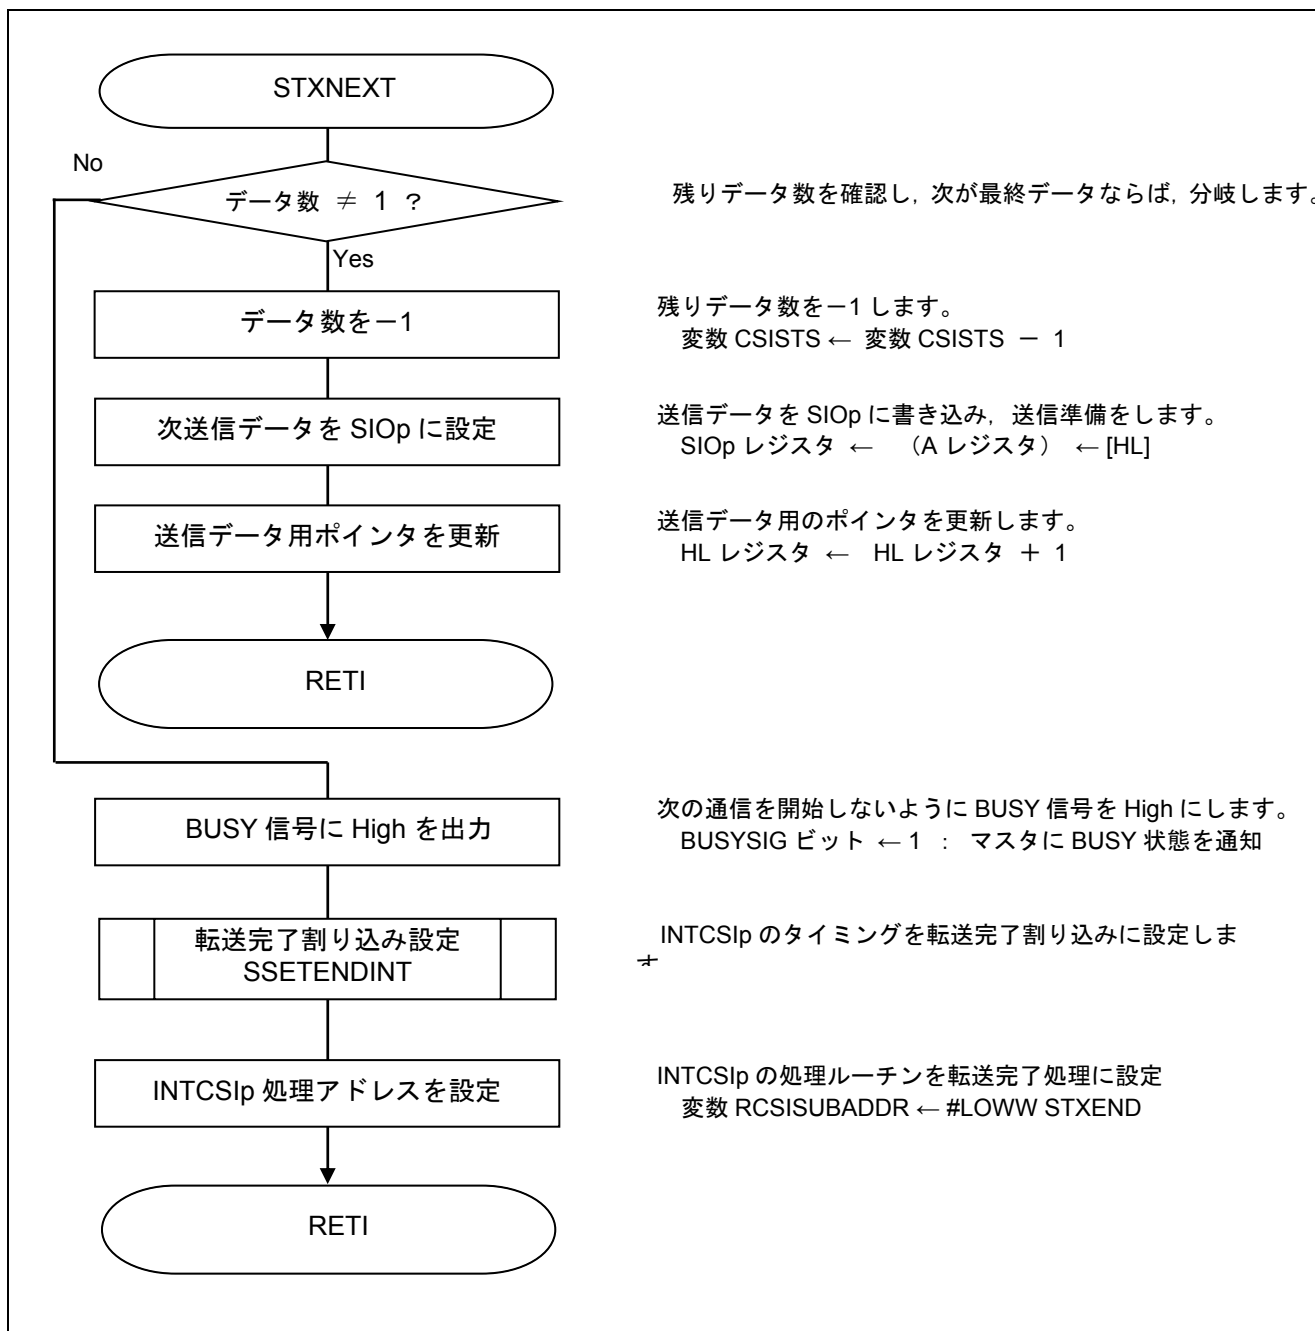 STXNEXT
No
データ数 ≠ 1 ?
残りデータ数を確認し, 次が最終データならば, 分岐します。
Yes
データ数を－1
残りデータ数を－1 します。
変数 CSISTS ← 変数 CSISTS － 1
次送信データを SIOp に設定
送信データを SIOp に書き込み, 送信準備をします。
SIOp レジスタ ← （A レジスタ） ← [HL]
送信データ用ポインタを更新
送信データ用のポインタを更新します。
HL レジスタ ← HL レジスタ ＋ 1
RETI
BUSY 信号に High を出力
次の通信を開始しないように BUSY 信号を High にします。
BUSYSIG ビット ← 1 : マスタに BUSY 状態を通知
転送完了割り込み設定
SSETENDINT
INTCSIp のタイミングを転送完了割り込みに設定しま
す
INTCSIp 処理アドレスを設定
INTCSIp の処理ルーチンを転送完了処理に設定
変数 RCSISUBADDR ← #LOWW STXEND
RETI